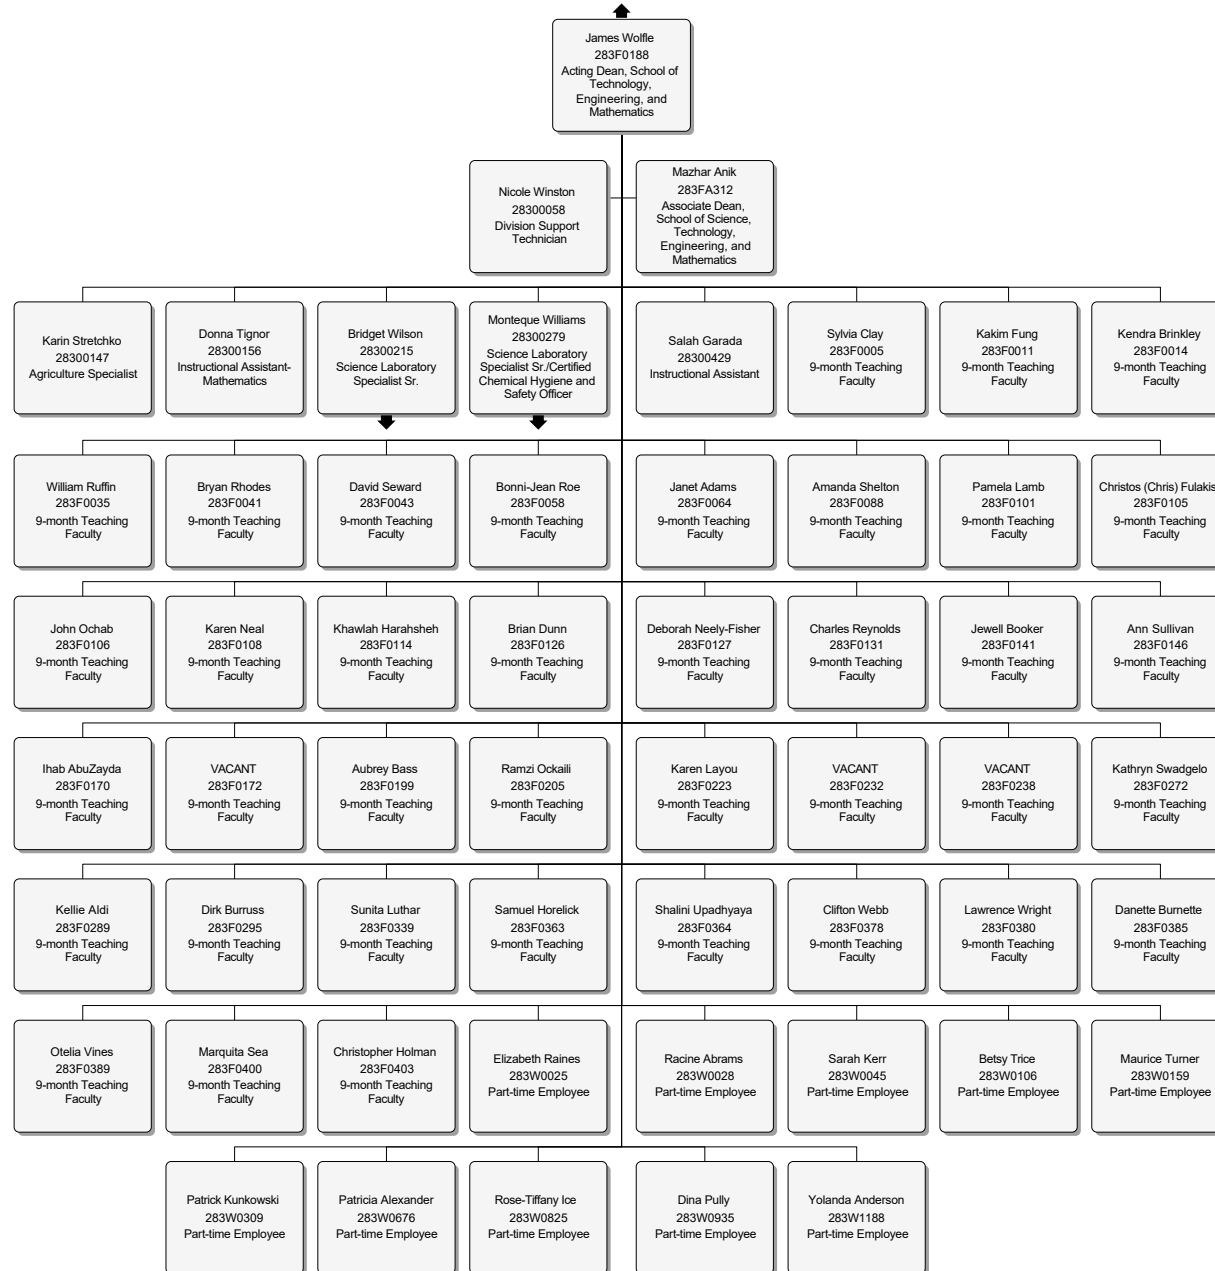 James Wolfle
283F0188
Acting Dean, School of
Technology,
Engineering, and
Mathematics
Nicole Winston
28300058
Division Support
Technician
Mazhar Anik
283FA312
Associate Dean,
School of Science,
Technology,
Engineering, and
Mathematics
Karin Stretchko
28300147
Agriculture Specialist
Donna Tignor
28300156
Instructional Assistant-
Mathematics
Bridget Wilson
28300215
Science Laboratory
Specialist Sr.
Monteque Williams
28300279
Science Laboratory
Specialist Sr./Certified
Chemical Hygiene and
Safety Officer
Salah Garada
28300429
Instructional Assistant
Sylvia Clay
283F0005
9-month Teaching
Faculty
Kakim Fung
283F0011
9-month Teaching
Faculty
Kendra Brinkley
283F0014
9-month Teaching
Faculty
William Ruffin
283F0035
9-month Teaching
Faculty
Bryan Rhodes
283F0041
9-month Teaching
Faculty
David Seward
283F0043
9-month Teaching
Faculty
Bonni-Jean Roe
283F0058
9-month Teaching
Faculty
Janet Adams
283F0064
9-month Teaching
Faculty
Amanda Shelton
283F0088
9-month Teaching
Faculty
Pamela Lamb
283F0101
9-month Teaching
Faculty
Christos (Chris) Fulakis
283F0105
9-month Teaching
Faculty
John Ochab
283F0106
9-month Teaching
Faculty
Karen Neal
283F0108
9-month Teaching
Faculty
Khawlah Harahsheh
283F0114
9-month Teaching
Faculty
Brian Dunn
283F0126
9-month Teaching
Faculty
Deborah Neely-Fisher
283F0127
9-month Teaching
Faculty
Charles Reynolds
283F0131
9-month Teaching
Faculty
Jewell Booker
283F0141
9-month Teaching
Faculty
Ann Sullivan
283F0146
9-month Teaching
Faculty
Ihab AbuZayda
283F0170
9-month Teaching
Faculty
VACANT
283F0172
9-month Teaching
Faculty
Aubrey Bass
283F0199
9-month Teaching
Faculty
Ramzi Ockaili
283F0205
9-month Teaching
Faculty
Karen Layou
283F0223
9-month Teaching
Faculty
VACANT
283F0232
9-month Teaching
Faculty
VACANT
283F0238
9-month Teaching
Faculty
Kathryn Swadgelo
283F0272
9-month Teaching
Faculty
Kellie Aldi
283F0289
9-month Teaching
Faculty
Dirk Burruss
283F0295
9-month Teaching
Faculty
Sunita Luthar
283F0339
9-month Teaching
Faculty
Samuel Horelick
283F0363
9-month Teaching
Faculty
Shalini Upadhyaya
283F0364
9-month Teaching
Faculty
Clifton Webb
283F0378
9-month Teaching
Faculty
Lawrence Wright
283F0380
9-month Teaching
Faculty
Danette Burnette
283F0385
9-month Teaching
Faculty
Otelia Vines
283F0389
9-month Teaching
Faculty
Marquita Sea
283F0400
9-month Teaching
Faculty
Christopher Holman
283F0403
9-month Teaching
Faculty
Elizabeth Raines
283W0025
Part-time Employee
Racine Abrams
283W0028
Part-time Employee
Sarah Kerr
283W0045
Part-time Employee
Betsy Trice
283W0106
Part-time Employee
Maurice Turner
283W0159
Part-time Employee
Patrick Kunkowski
283W0309
Part-time Employee
Patricia Alexander
283W0676
Part-time Employee
Rose-Tiffany Ice
283W0825
Part-time Employee
Dina Pully
283W0935
Part-time Employee
Yolanda Anderson
283W1188
Part-time Employee